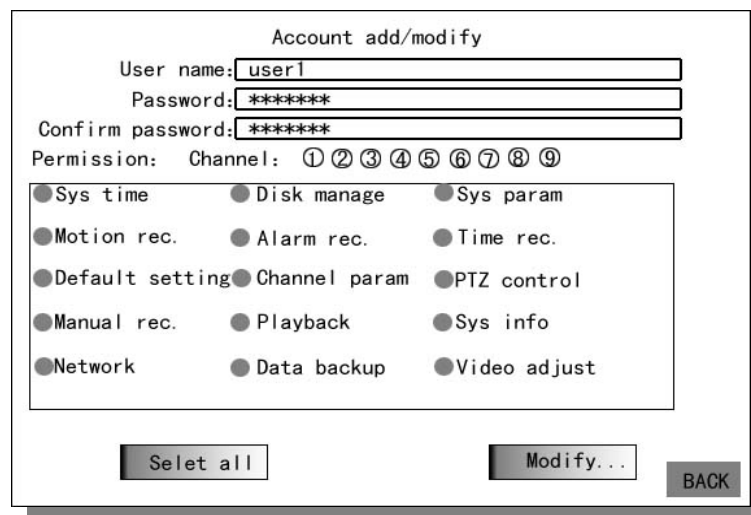 Account add/modify
User name: user1
Password: *******
Confirm password: *******
Permission: Channel: ① ② ③ ④ ⑤ ⑥ ⑦ ⑧ ⑨
Sys time Disk manage Sys param
Motion rec. Alarm rec. Time rec.
Default setting Channel param PTZ control
Manual rec. Playback Sys info
Network Data backup Video adjust
Selet all Modify...
BACK